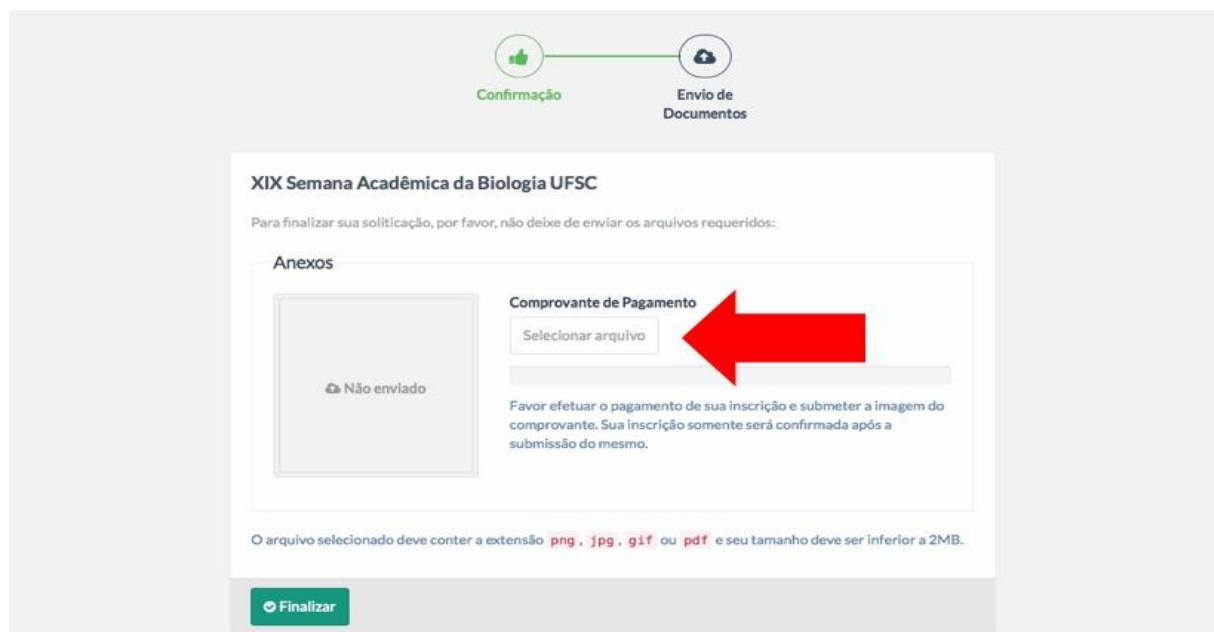 Confirmação
Envio de
Documentos
XIX Semana Acadêmica da Biologia UFSC
Para finalizar sua soliticação, por favor, não deixe de enviar os arquivos requeridos:
Anexos
Comprovante de Pagamento
Selecionar arquivo
Não enviado
Favor efetuar o pagamento de sua inscrição e submeter a imagem do
comprovante. Sua inscrição somente será confirmada após a
submissão do mesmo.
O arquivo selecionado deve conter a extensão png, jpg, gif ou pdf e seu tamanho deve ser inferior a 2MB.
Finalizar